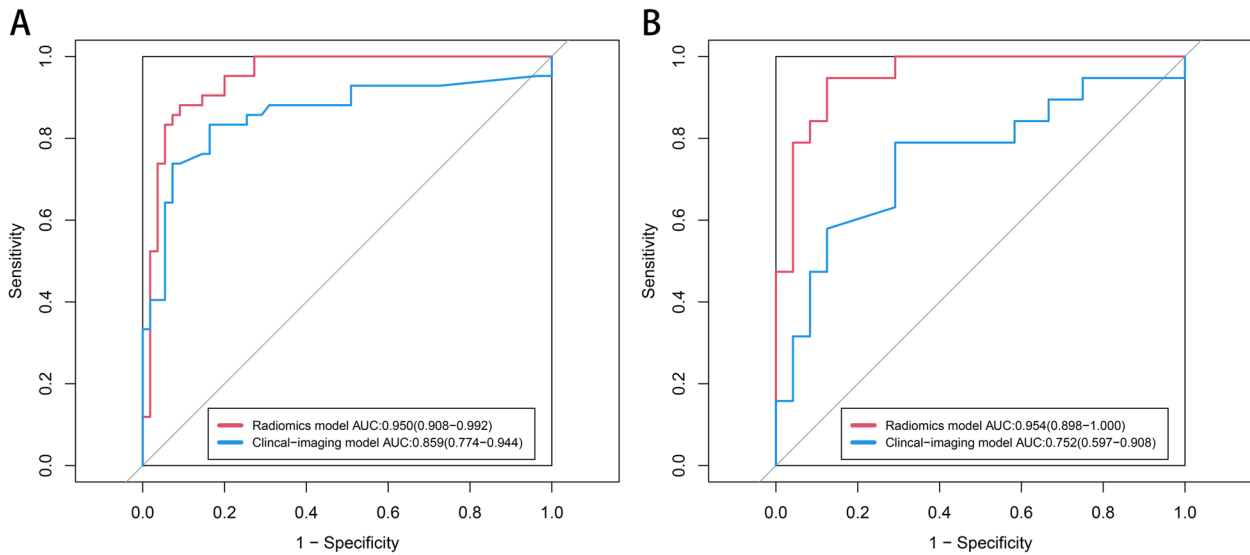 A
Sensitivity
1.0
0.8
0.6
0.4
0.2
0.0
Radiomics model AUC:0.950(0.908−0.992)
Clincal−imaging model AUC:0.859(0.774−0.944)
0.0 0.2 0.4 0.6 0.8 1.0
1 − Specificity
B
Sensitivity
1.0
0.8
0.6
0.4
0.2
0.0
Radiomics model AUC:0.954(0.898−1.000)
Clincal−imaging model AUC:0.752(0.597−0.908)
0.0 0.2 0.4 0.6 0.8 1.0
1 − Specificity